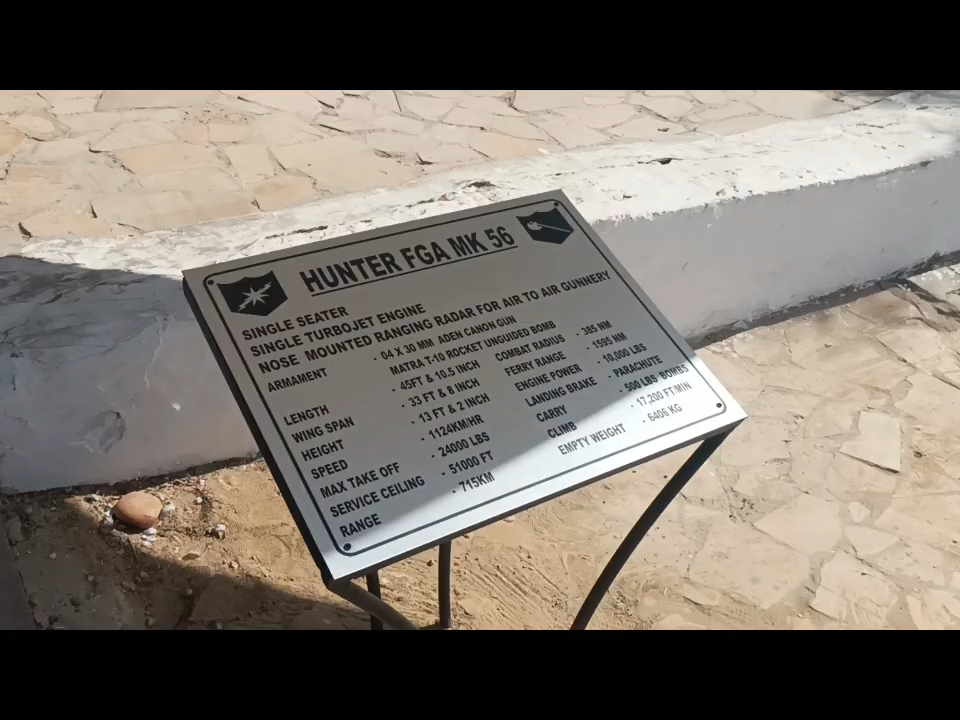 HUNTER FGA MK 56
SINGLE SEATER
SINGLE TURBOJET ENGINE
NOSE MOUNTED RANGING RADAR FOR AIR TO AIR GUNNERY
ARMAMENT - 04 X 30 MM ADEN CANON GUN
MATRA T-10 ROCKET UNGUIDED BOMB
LENGTH - 45FT & 10.5 INCH
WING SPAN - 33 FT & 8 INCH
HEIGHT - 13 FT & 2 INCH
SPEED - 1124KM/HR
MAX TAKE OFF - 24000 LBS
SERVICE CEILING - 51000 FT
RANGE - 715KM
COMBAT RADIUS - 385 NM
FERRY RANGE - 1595 NM
ENGINE POWER - 10,000 LBS
LANDING BRAKE - PARACHUTE
CARRY - 500 LBS BOMBS
CLIMB - 17,200 FT\MIN
EMPTY WEIGHT - 6406 KG